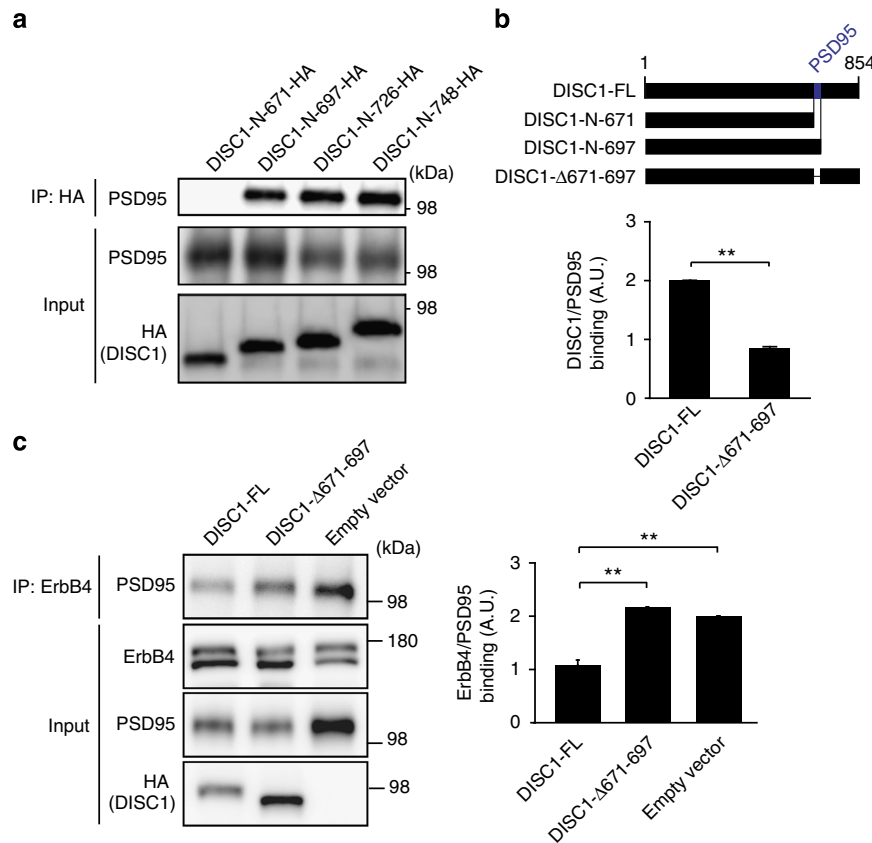 a
DISC1-N-671-HA
DISC1-N-697-HA
DISC1-N-726-HA
DISC1-N-748-HA
(kDa)
IP: HA
PSD95
98
Input
PSD95
98
HA
(DISC1)
98
b
PSD95
1
854
DISC1-FL
DISC1-N-671
DISC1-N-697
DISC1-Δ671-697
DISC1/PSD95
binding (A.U.)
3
2
1
0
**
DISC1-FL
DISC1-Δ671-697
c
DISC1-FL
DISC1-Δ671-697
Empty vector
(kDa)
IP: ErbB4
PSD95
98
Input
ErbB4
180
PSD95
98
HA
(DISC1)
98
ErbB4/PSD95
binding (A.U.)
3
2
1
0
**
**
DISC1-FL
DISC1-Δ671-697
Empty vector